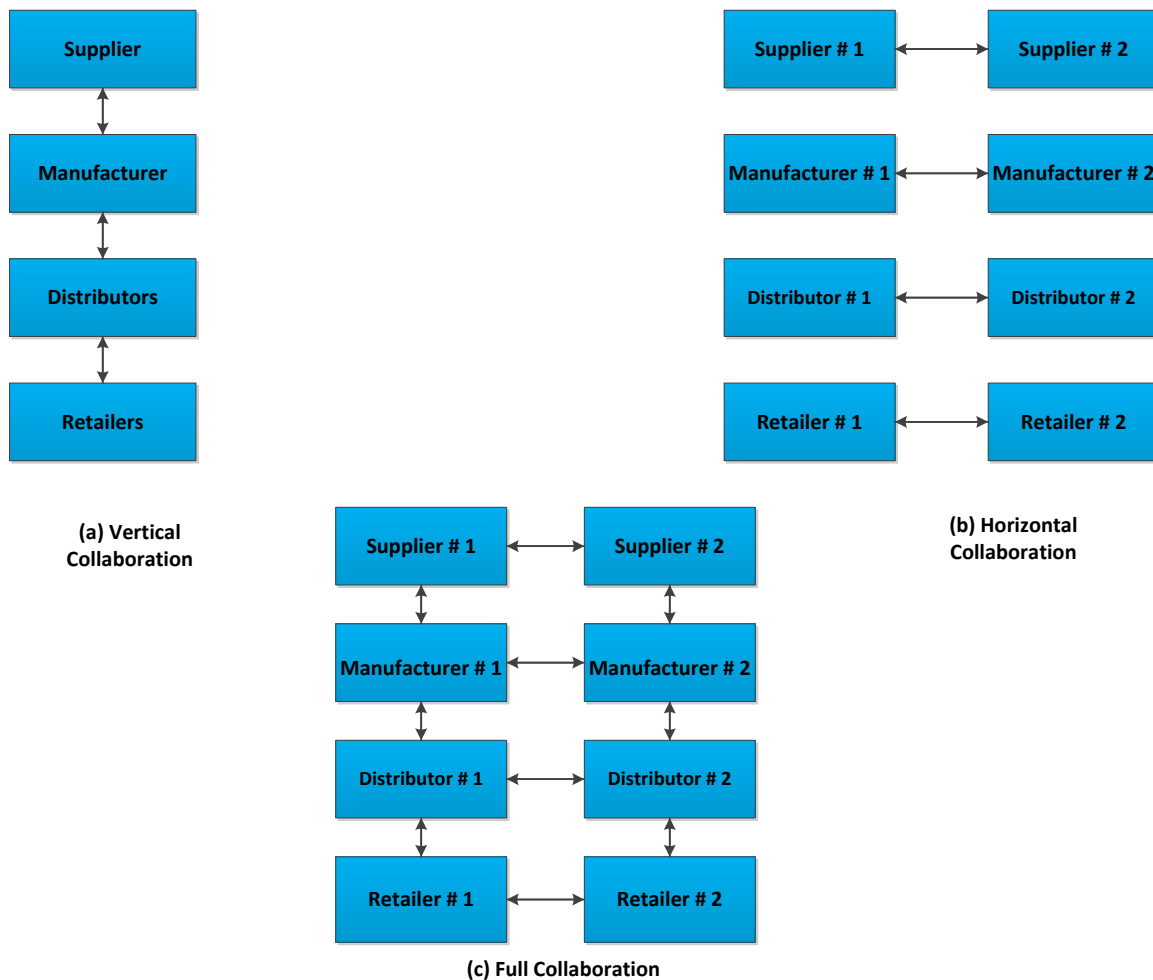 Supplier
Manufacturer
Distributors
Retailers
(a) Vertical
Collaboration
Supplier # 1
Supplier # 2
Manufacturer # 1
Manufacturer # 2
Distributor # 1
Distributor # 2
Retailer # 1
Retailer # 2
(b) Horizontal
Collaboration
Supplier # 1
Supplier # 2
Manufacturer # 1
Manufacturer # 2
Distributor # 1
Distributor # 2
Retailer # 1
Retailer # 2
(c) Full Collaboration